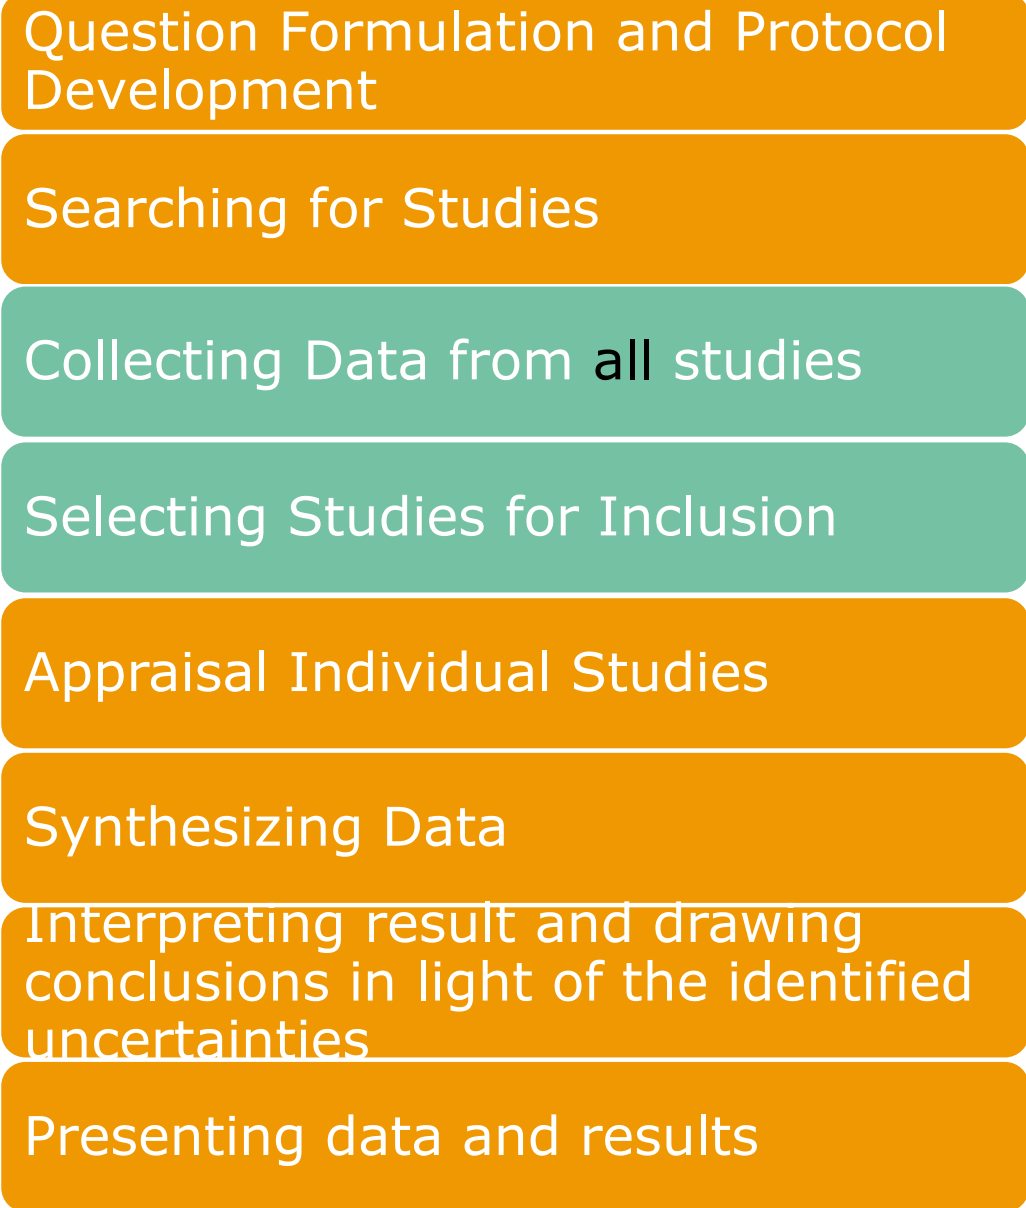 Question Formulation and Protocol
Development
Searching for Studies
Collecting Data from all studies
Selecting Studies for Inclusion
Appraisal Individual Studies
Synthesizing Data
Interpreting result and drawing
conclusions in light of the identified
uncertainties
Presenting data and results